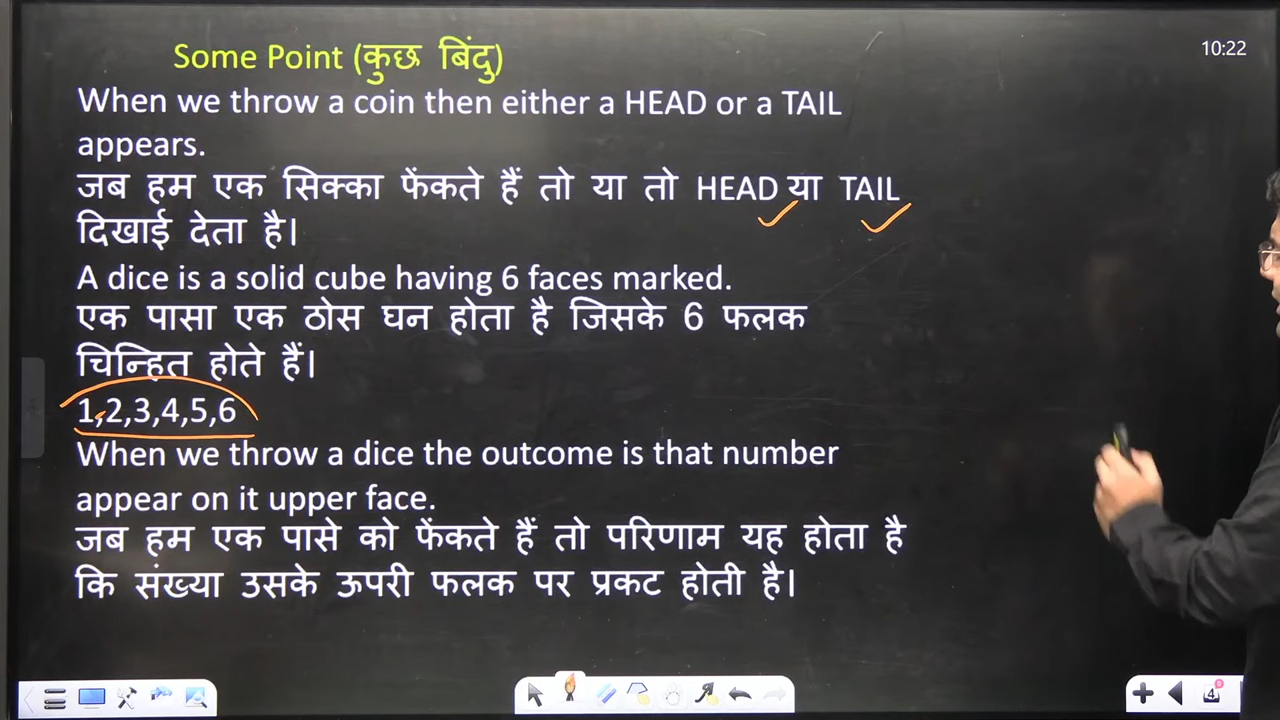 Some Point (कुछ बिंदु)
10:22
When we throw a coin then either a HEAD or a TAIL
appears.
जब हम एक सिक्का फेंकते हैं तो या तो HEAD या TAIL
दिखाई देता है।
A dice is a solid cube having 6 faces marked.
एक पासा एक ठोस घन होता है जिसके 6 फलक
चिन्हित होते हैं।
1,2,3,4,5,6
When we throw a dice the outcome is that number
appear on it upper face.
जब हम एक पासे को फेंकते हैं तो परिणाम यह होता है
कि संख्या उसके ऊपरी फलक पर प्रकट होती है।
4